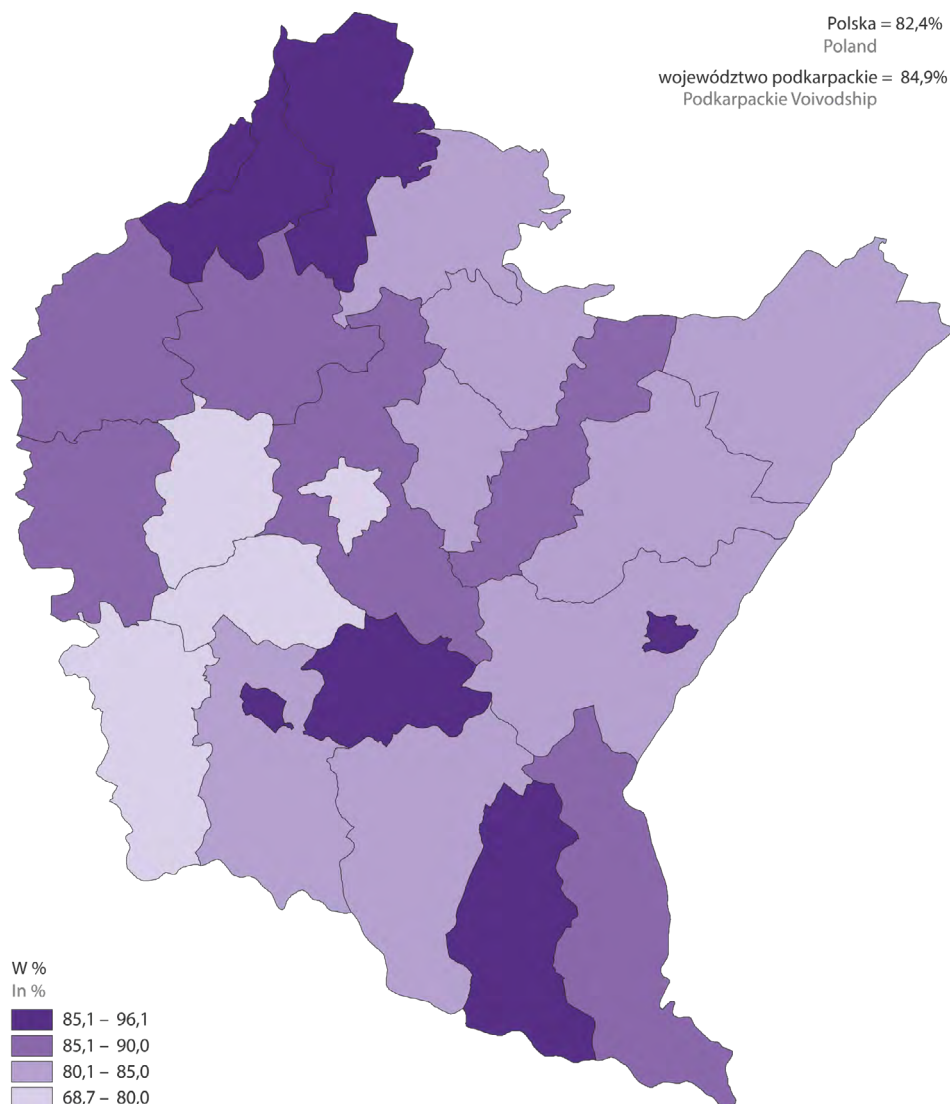 Polska = 82,4%
Poland
województwo podkarpackie = 84,9%
Podkarpackie Voivodship
W %
In %
85,1 – 96,1
85,1 – 90,0
80,1 – 85,0
68,7 – 80,0